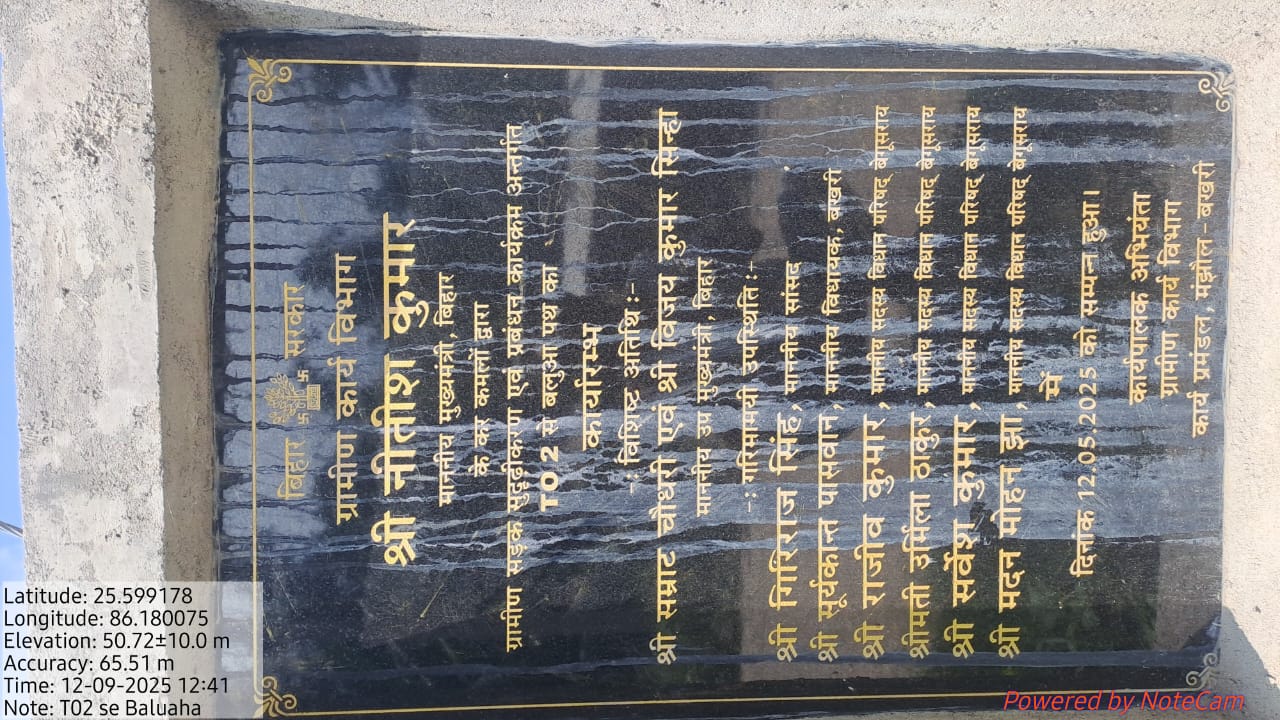 बिहार सरकार
ग्रामीण कार्य विभाग
श्री नीतीश कुमार
माननीय मुख्यमंत्री, बिहार
के कर कमलों द्वारा
ग्रामीण सड़क सुदृढ़ीकरण एवं प्रबंधन कार्यक्रम अन्तर्गत
T02 से बलुआ पथ का
कार्यारम्भ
-: विशिष्ट अतिथि :-
श्री सम्राट चौधरी एवं श्री विजय कुमार सिन्हा
माननीय उप मुख्यमंत्री, बिहार
-: गरिमामयी उपस्थिति :-
श्री गिरिराज सिंह, माननीय सांसद
श्री सूर्यकान्त पासवान, माननीय विधायक, बखरी
श्री राजीव कुमार, माननीय सदस्य विधान परिषद् बेगूसराय
श्रीमती उर्मिला ठाकुर, माननीय सदस्य विधान परिषद् बेगूसराय
श्री सर्वेश कुमार, माननीय सदस्य विधान परिषद् बेगूसराय
श्री मदन मोहन झा, माननीय सदस्य विधान परिषद् बेगूसराय
में
दिनांक 12.05.2025 को सम्पन्न हुआ।
कार्यपालक अभियंता
ग्रामीण कार्य विभाग
कार्य प्रमंडल, मंझौल-बखरी
Latitude: 25.599178
Longitude: 86.180075
Elevation: 50.72±10.0 m
Accuracy: 65.51 m
Time: 12-09-2025 12:41
Note: T02 se Baluaha
Powered by NoteCam